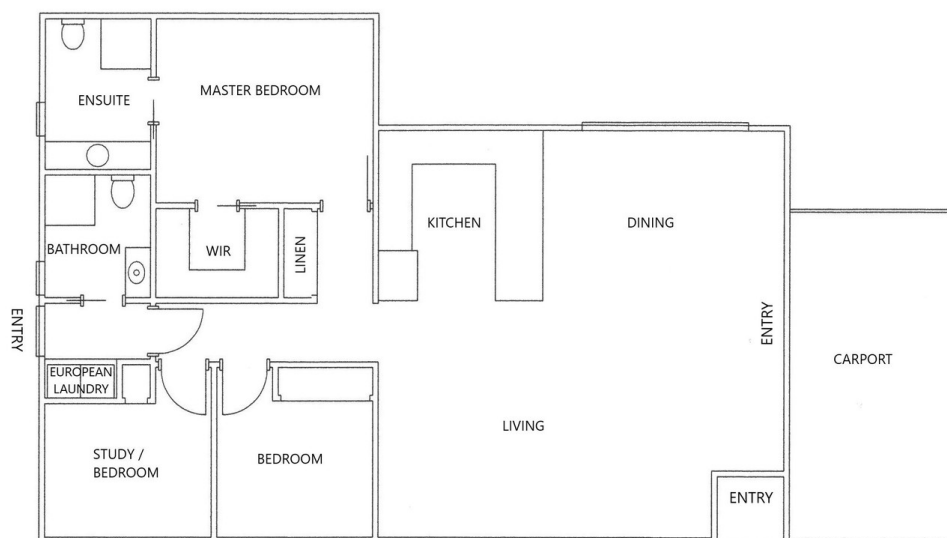 MASTER BEDROOM
ENSUITE
KITCHEN
DINING
BATHROOM
WIR
LINEN
ENTRY
ENTRY
CARPORT
EUROPEAN
LAUNDRY
LIVING
STUDY /
BEDROOM
BEDROOM
ENTRY